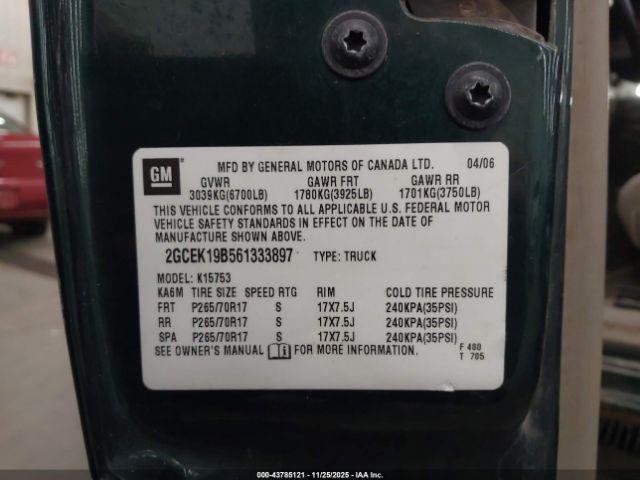 GM
MFD BY GENERAL MOTORS OF CANADA LTD. 04/06
GVWR GAWR FRT GAWR RR
3039KG(6700LB) 1780KG(3925LB) 1701KG(3750LB)
THIS VEHICLE CONFORMS TO ALL APPLICABLE U.S. FEDERAL MOTOR
VEHICLE SAFETY STANDARDS IN EFFECT ON THE DATE OF
MANUFACTURE SHOWN ABOVE.
2GCEK19B561333897 TYPE: TRUCK
MODEL: K15753
KA6M TIRE SIZE SPEED RTG RIM COLD TIRE PRESSURE
FRT P265/70R17 S 17X7.5J 240KPA(35PSI)
RR P265/70R17 S 17X7.5J 240KPA(35PSI)
SPA P265/70R17 S 17X7.5J 240KPA(35PSI)
SEE OWNER'S MANUAL FOR MORE INFORMATION.
F 480
T 705
000-43785121 - 11/25/2025 - IAA Inc.